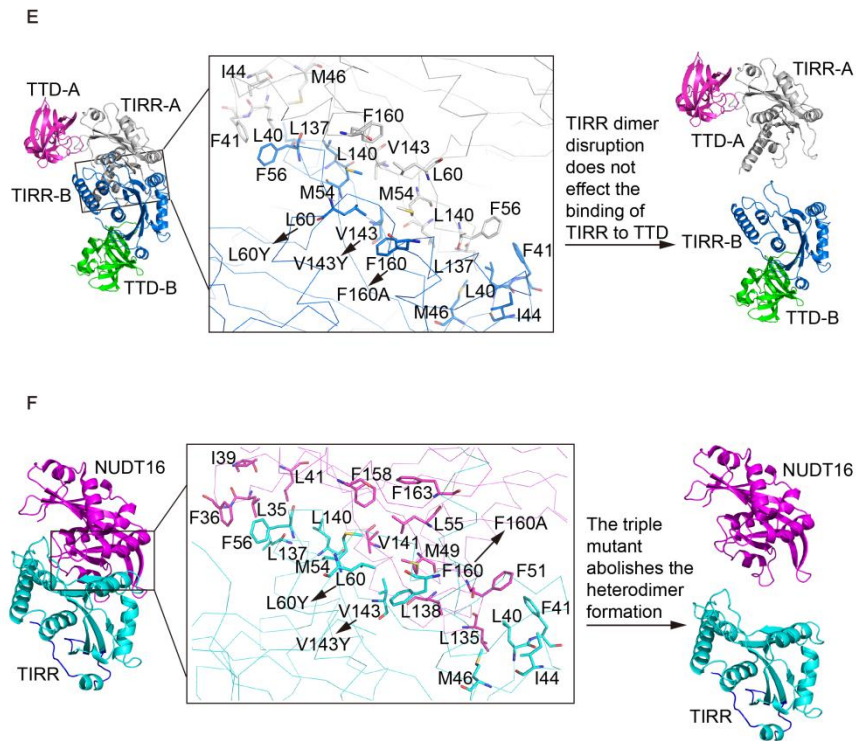 E
TTD-A
TIRR-A
TIRR-B
TTD-B
I44
M46
F41
L40
L137
F160
V143
F56
L140
L60
M54
M54
L60
L140
F56
V143
F41
L60Y
V143Y
F160
L137
F160A
L40
M46
I44
TIRR dimer
disruption
does not
effect the
binding of
TIRR to TTD
TIRR-A
TTD-A
TIRR-B
TTD-B
F
NUDT16
TIRR
I39
L41
F158
F163
F36
L35
L140
L55
F160A
F56
V141
L137
M49
M54
F160
L60
F51
L60Y
V143
L138
L40
F41
V143Y
L135
M46
I44
The triple
mutant
abolishes the
heterodimer
formation
NUDT16
TIRR